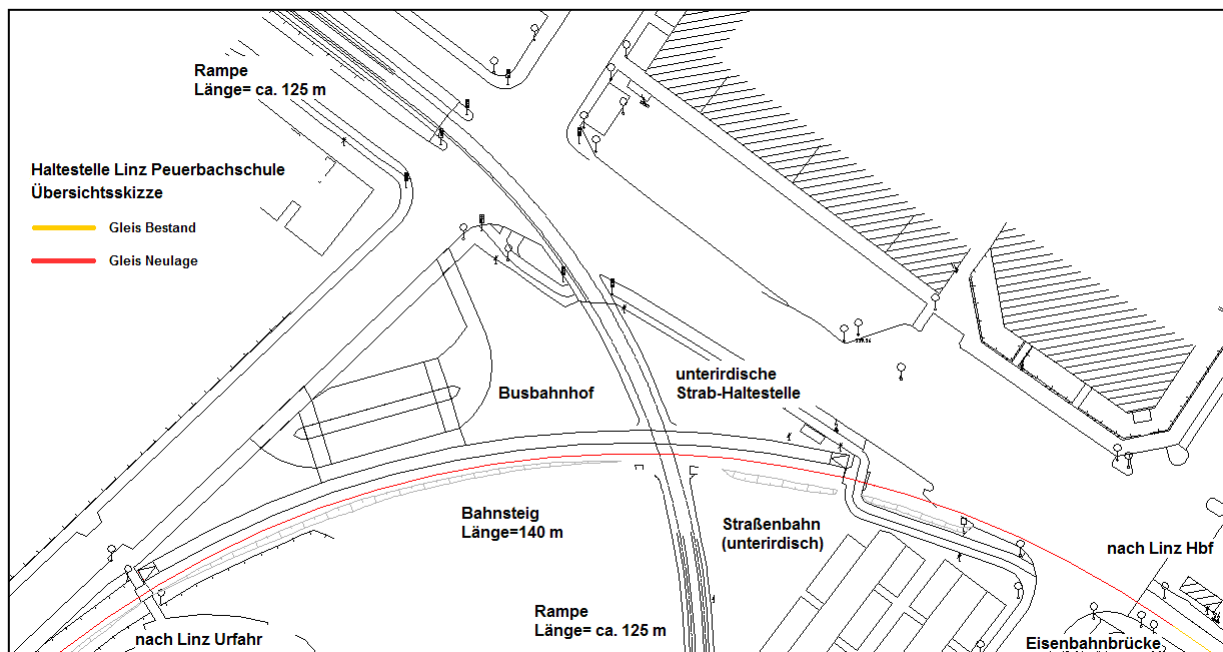 Rampe
Länge= ca. 125 m
Haltestelle Linz Peuerbachschule
Übersichtsskizze
Gleis Bestand
Gleis Neulage
unterirdische
Strab-Haltestelle
Busbahnhof
Bahnsteig
Länge=140 m
Straßenbahn
(unterirdisch)
nach Linz Hbf
Rampe
Länge= ca. 125 m
nach Linz Urfahr
Eisenbahnbrücke